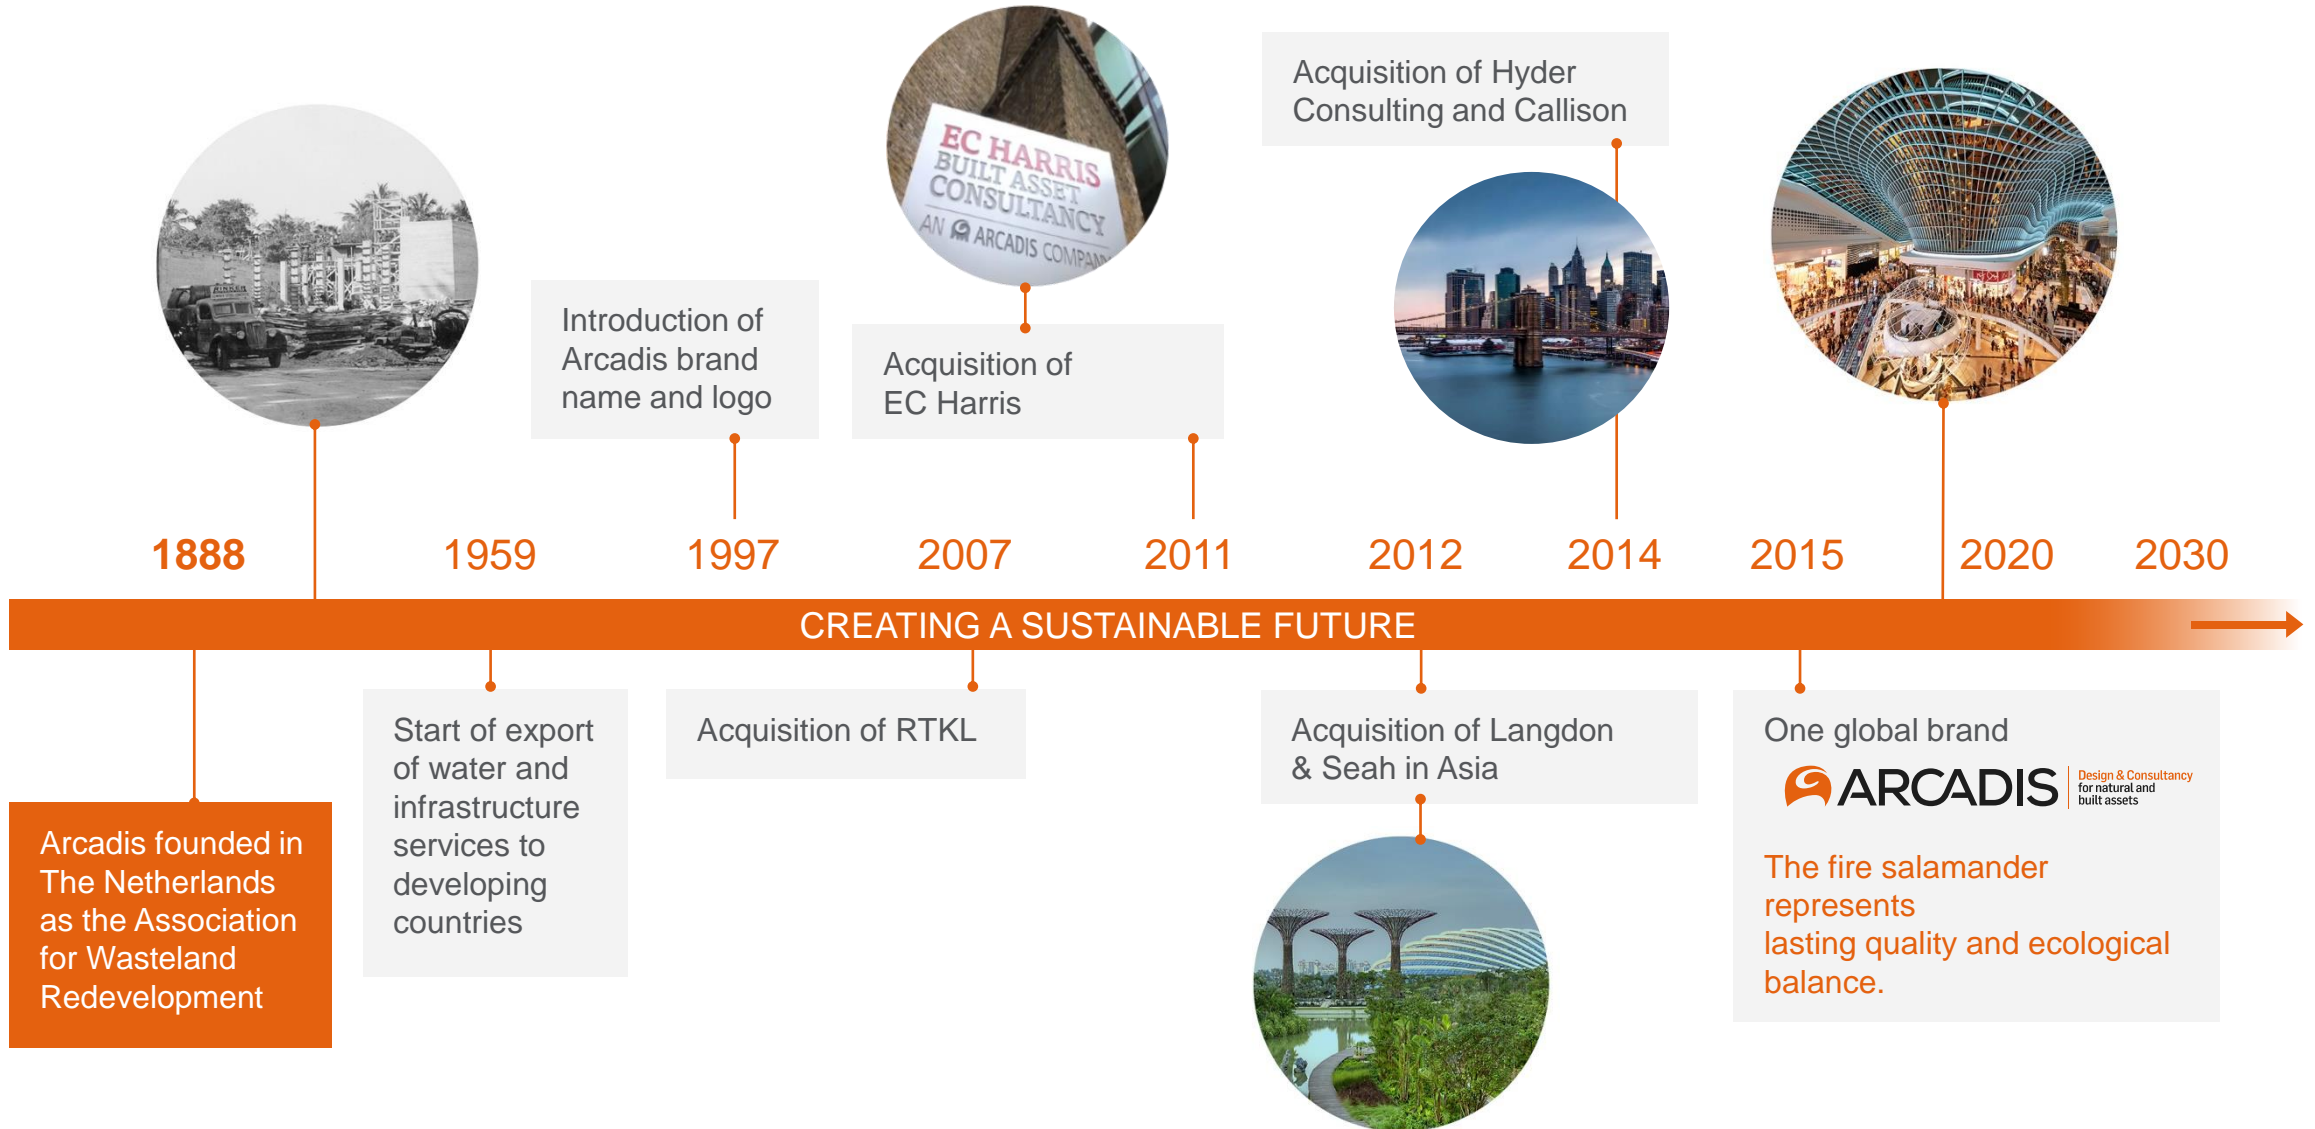 EC HARRIS
BUILT ASSET
CONSULTANCY
AN ARCADIS COMPANY
Acquisition of Hyder
Consulting and Callison
RINKER
Introduction of
Arcadis brand
name and logo
Acquisition of
EC Harris
1888
1959
1997
2007
2011
2012
2014
2015
2020
2030
CREATING A SUSTAINABLE FUTURE
Arcadis founded in
The Netherlands
as the Association
for Wasteland
Redevelopment
Start of export
of water and
infrastructure
services to
developing
countries
Acquisition of RTKL
Acquisition of Langdon
& Seah in Asia
One global brand
ARCADIS
Design & Consultancy
for natural and
built assets
The fire salamander
represents
lasting quality and ecological
balance.